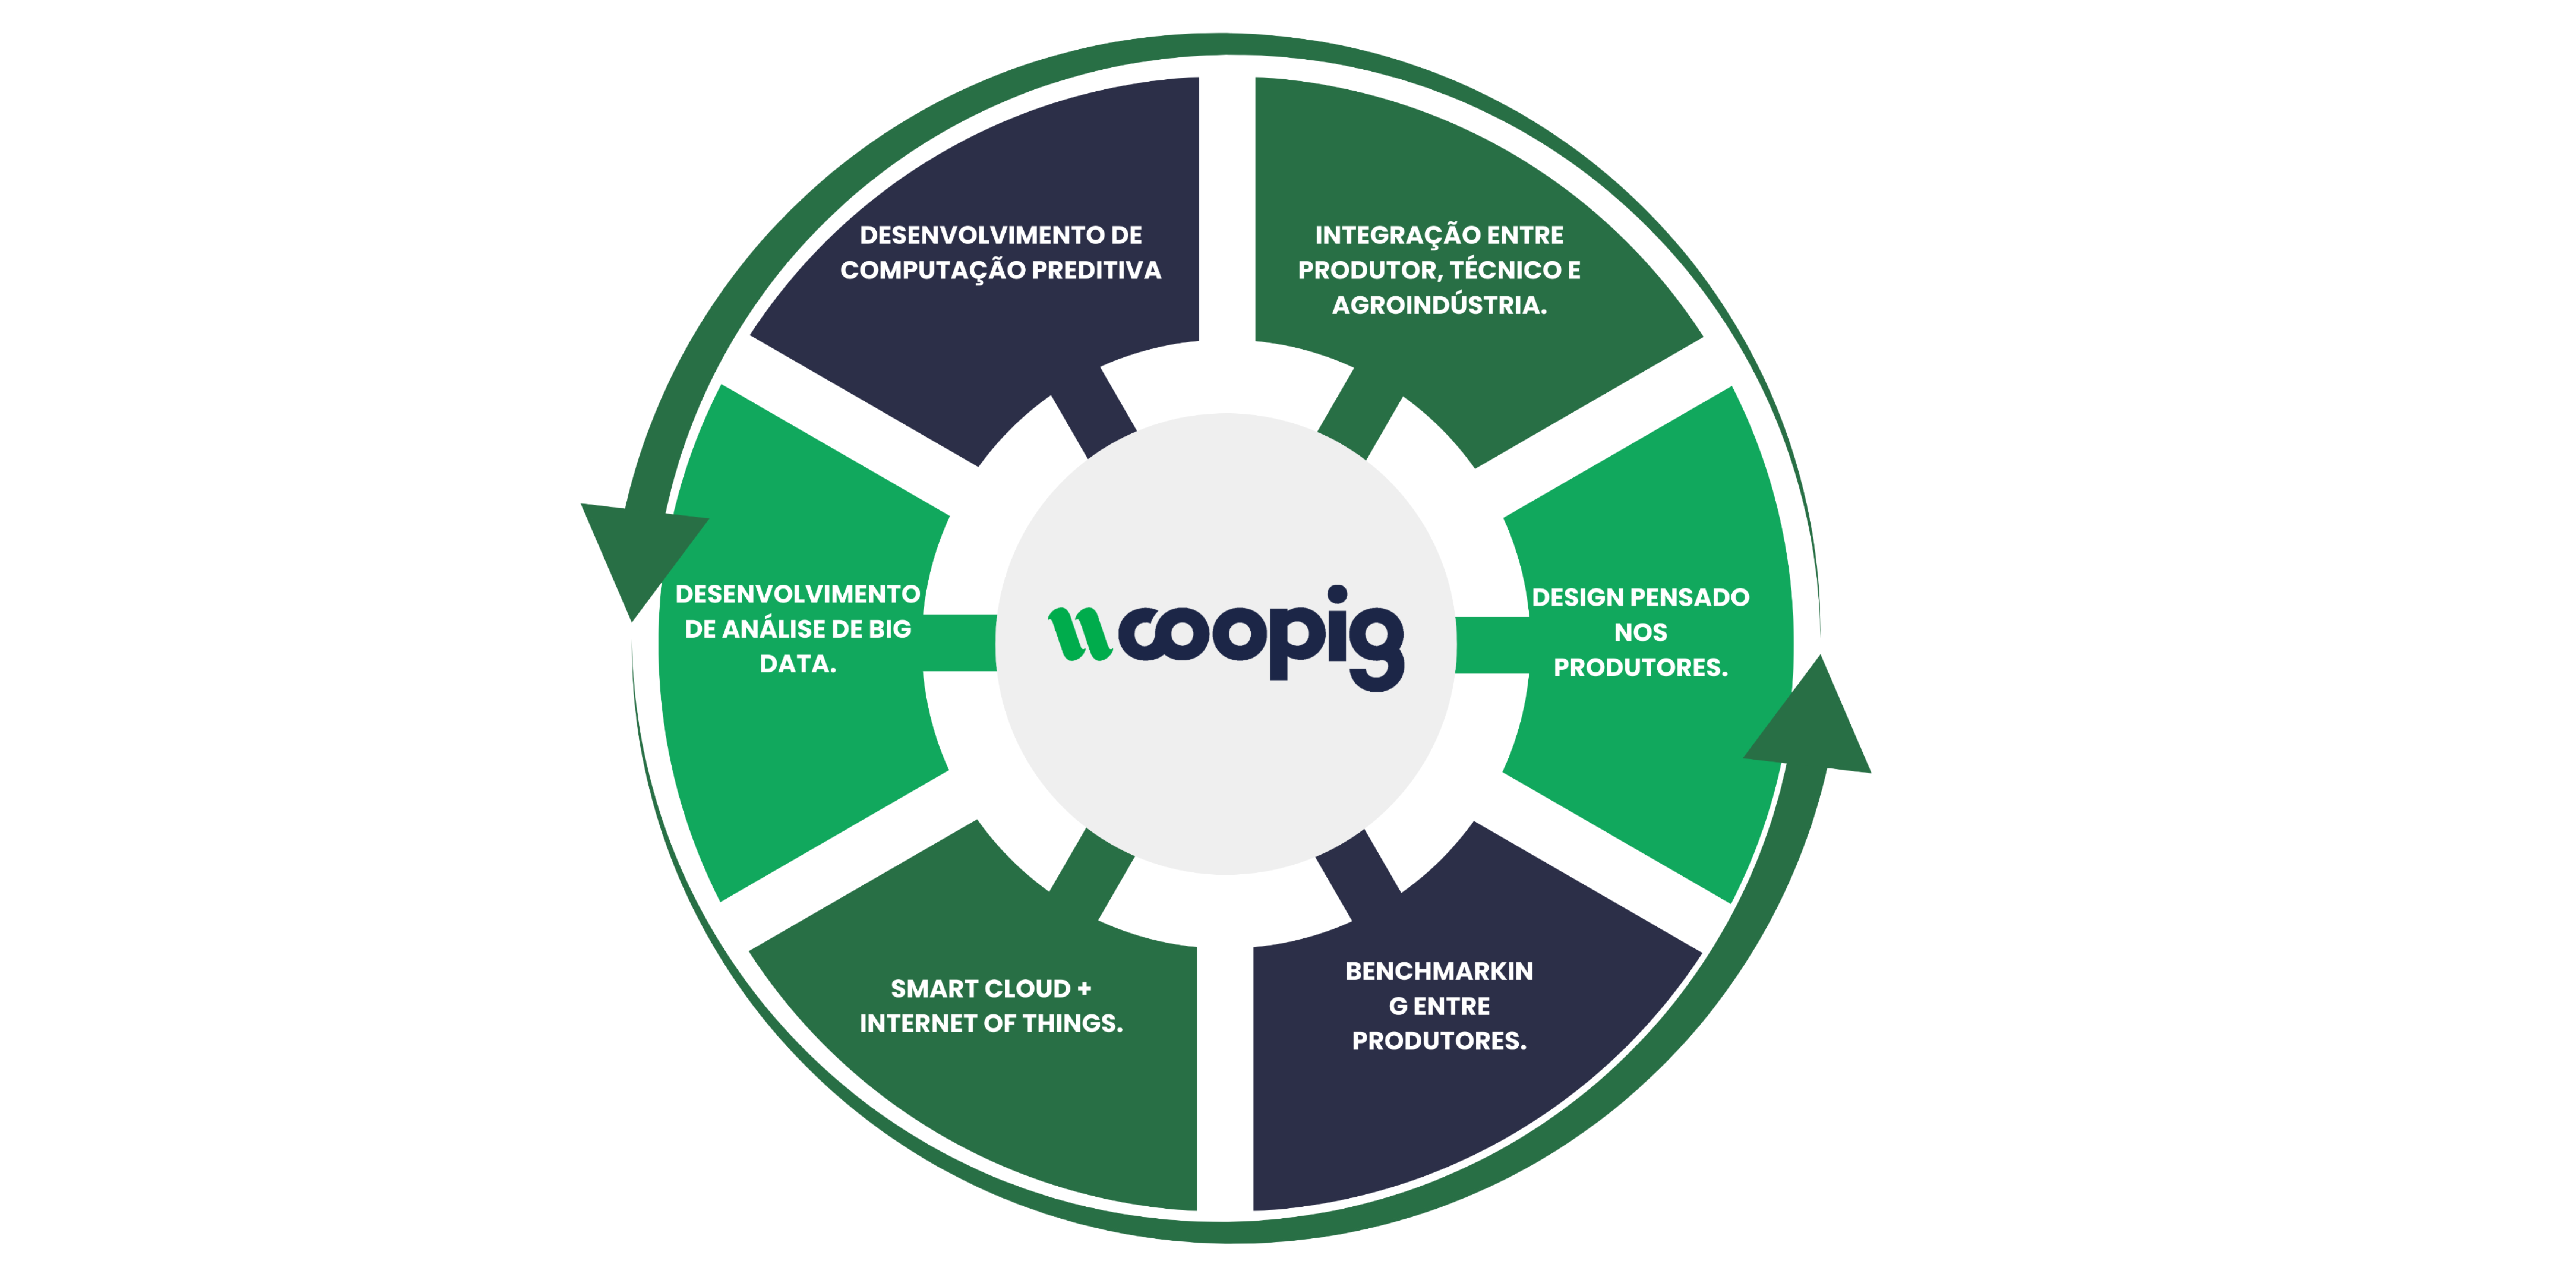 DESENVOLVIMENTO DE
COMPUTAÇÃO PREDITIVA
INTEGRAÇÃO ENTRE
PRODUTOR, TÉCNICO E
AGROINDÚSTRIA.
DESENVOLVIMENTO
DE ANÁLISE DE BIG
DATA.
coopig
DESIGN PENSADO
NOS
PRODUTORES.
SMART CLOUD +
INTERNET OF THINGS.
BENCHMARKIN
G ENTRE
PRODUTORES.